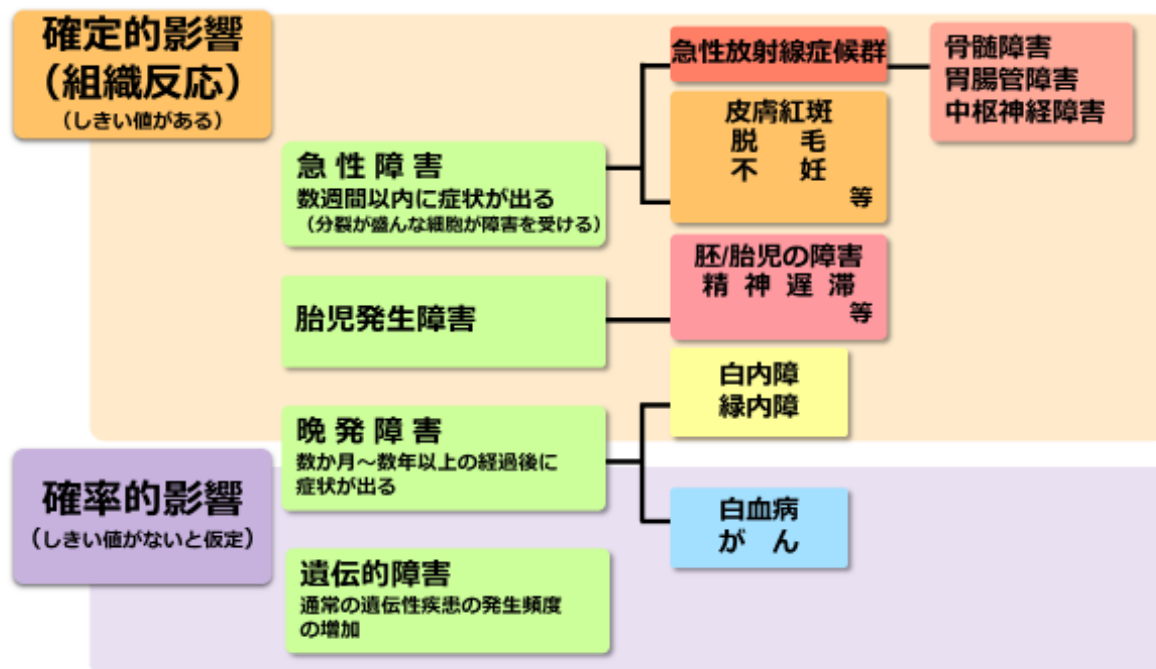 確定的影響
（組織反応）
（しきい値がある）
急性障害
数週間以内に症状が出る
（分裂が盛んな細胞が障害を受ける）
急性放射線症候群
骨髄障害
胃腸管障害
中枢神経障害
皮膚紅斑
脱毛
不妊
等
胎児発生障害
胚/胎児の障害
精神遅滞
等
晩発障害
数か月～数年以上の経過後に
症状が出る
白内障
緑内障
確率的影響
（しきい値がないと仮定）
白血病
がん
遺伝的障害
通常の遺伝性疾患の発生頻度
の増加